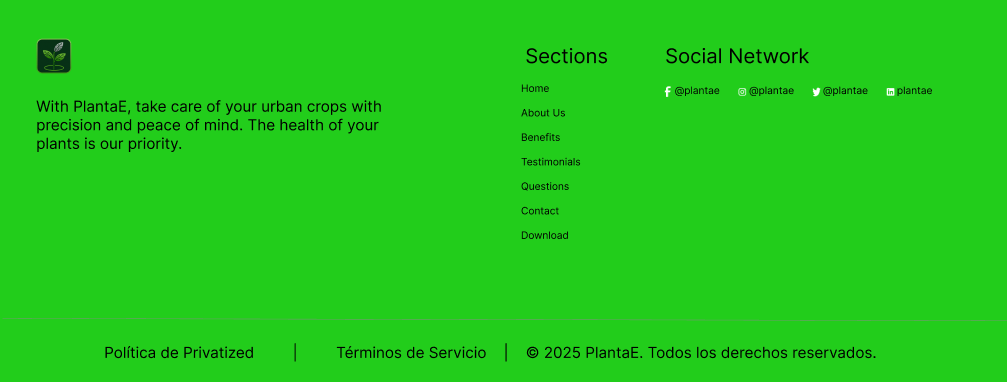 With PlantaE, take care of your urban crops with
precision and peace of mind. The health of your
plants is our priority.
Sections
Home
About Us
Benefits
Testimonials
Questions
Contact
Download
Social Network
@plantae @plantae @plantae plantae
Política de Privatized | Términos de Servicio | © 2025 PlantaE. Todos los derechos reservados.